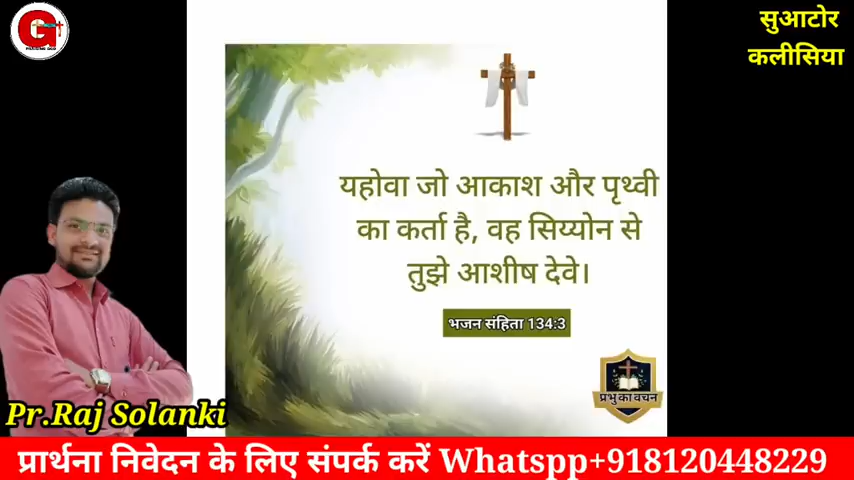 सुआटोर
कलीसिया
यहोवा जो आकाश और पृथ्वी
का कर्ता है, वह सिय्योन से
तुझे आशीष देवे।
भजन संहिता 134:3
प्रभु का वचन
Pr.Raj Solanki
प्रार्थना निवेदन के लिए संपर्क करें Whatspp+918120448229